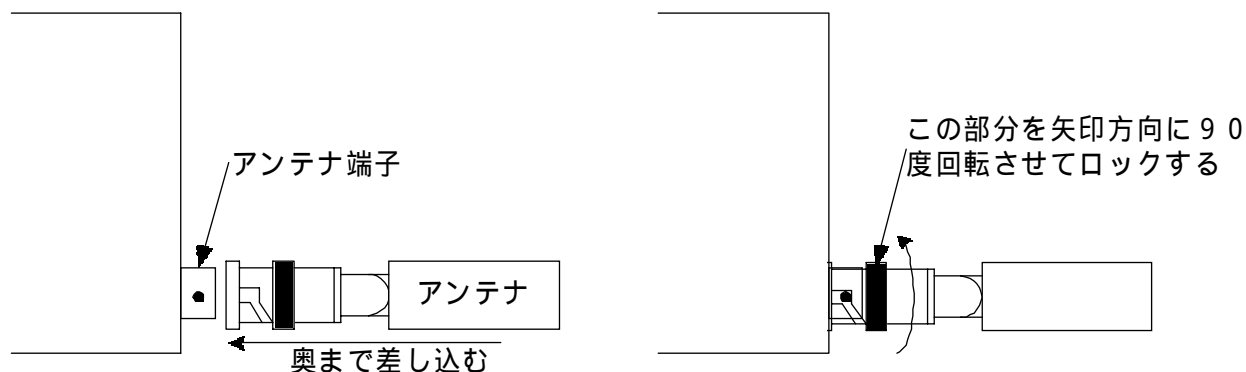 アンテナ端子
アンテナ
奥まで差し込む
この部分を矢印方向に９０
度回転させてロックする